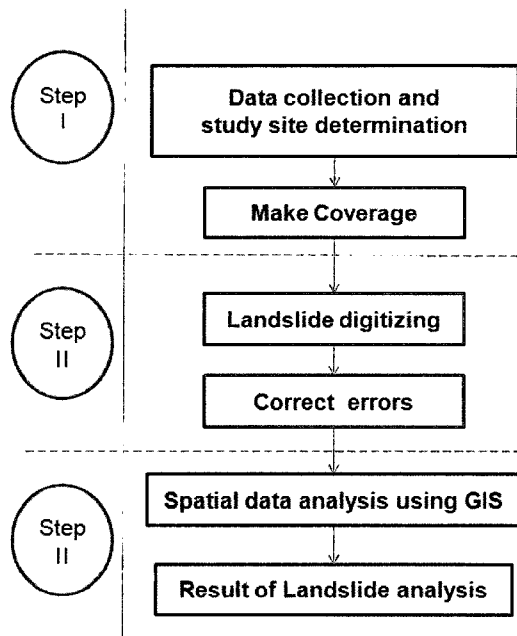 Step
I
Data collection and
study site determination
Make Coverage
Step
II
Landslide digitizing
Correct errors
Step
II
Spatial data analysis using GIS
Result of Landslide analysis